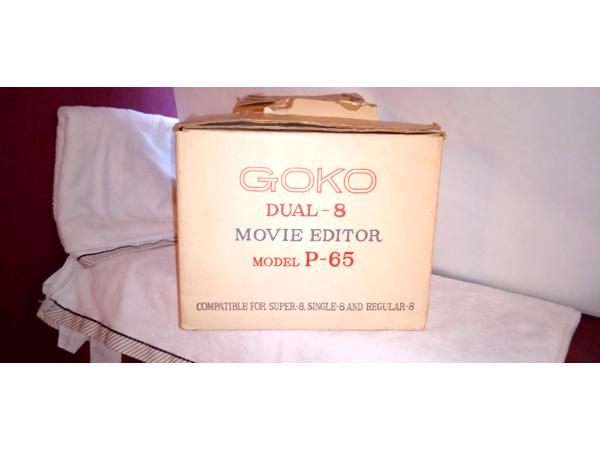 GOKO
DUAL-8
MOVIE EDITOR
MODEL P-65
COMPATIBLE FOR SUPER-8, SINGLE-8 AND REGULAR-8